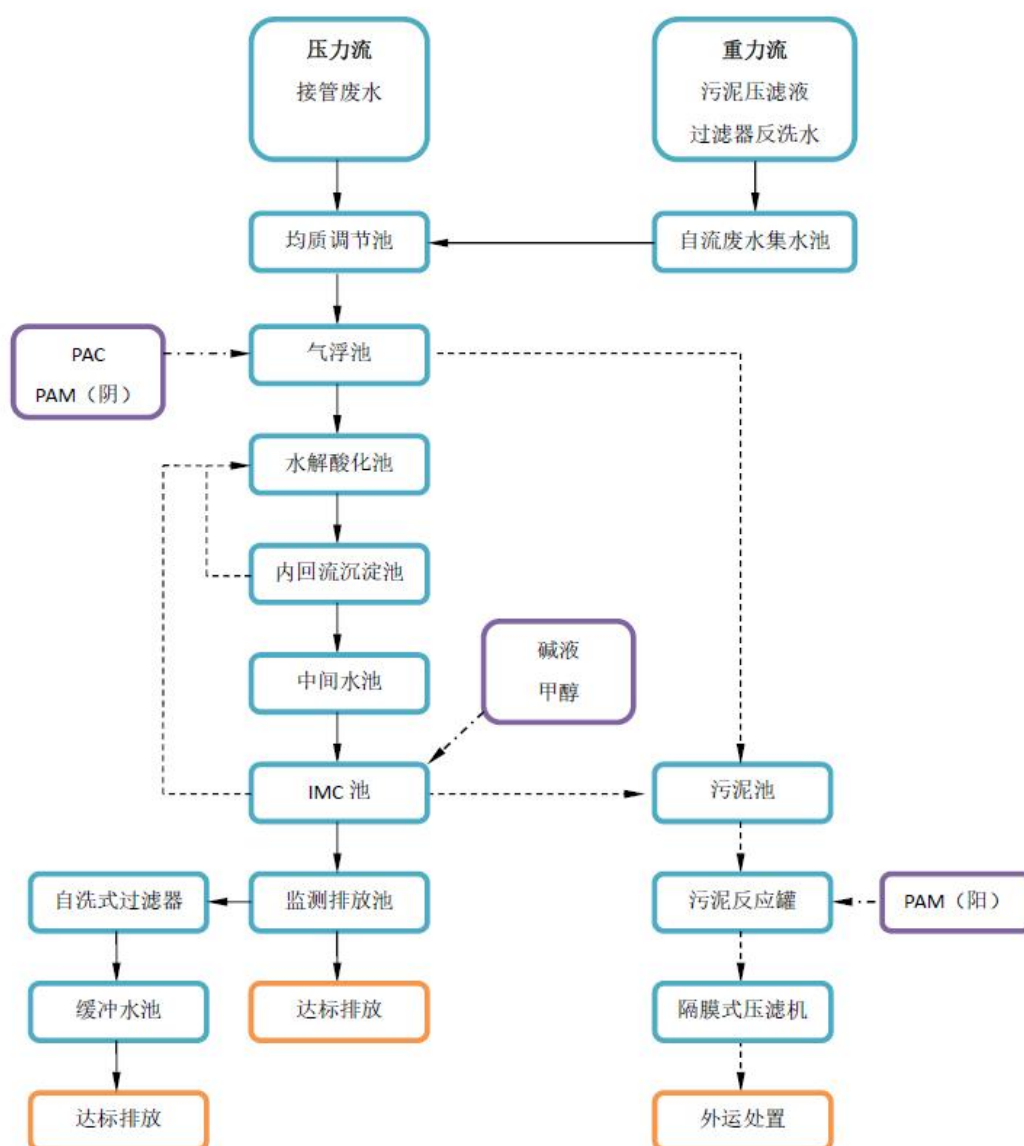 压力流
接管废水
重力流
污泥压滤液
过滤器反洗水
均质调节池
自流废水集水池
PAC
PAM（阴）
气浮池
水解酸化池
内回流沉淀池
中间水池
碱液
甲醇
IMC 池
污泥池
自洗式过滤器
监测排放池
污泥反应罐
PAM（阳）
缓冲水池
达标排放
隔膜式压滤机
达标排放
外运处置